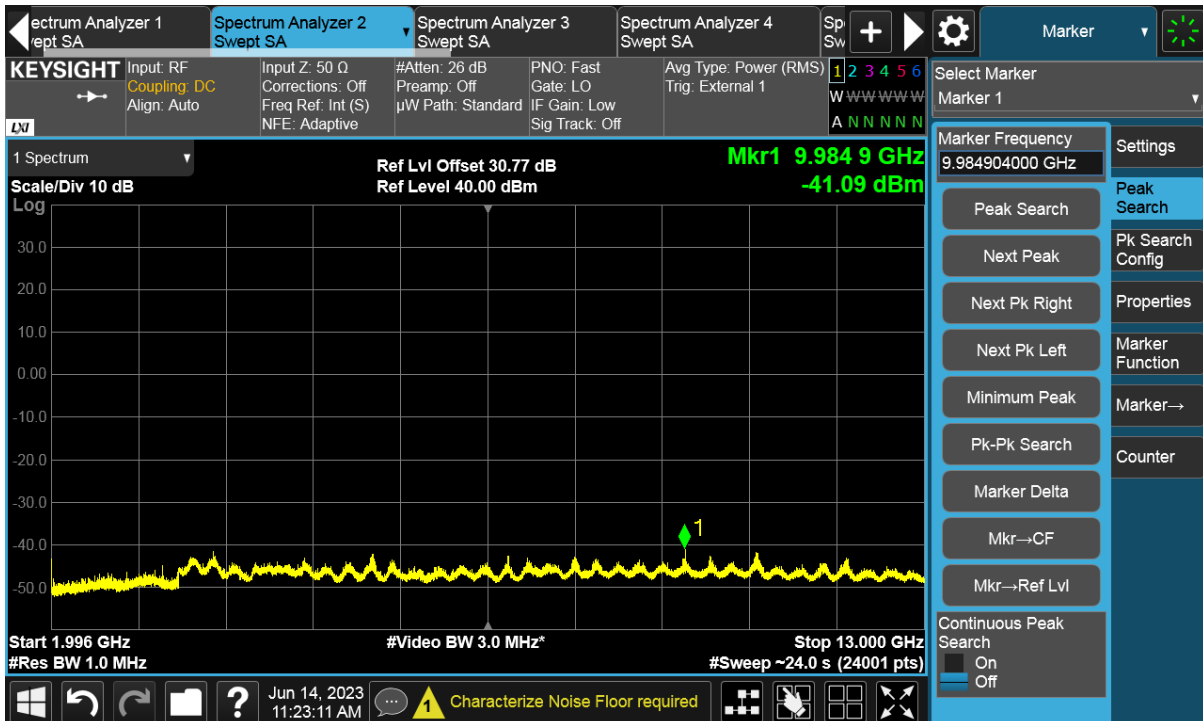 ectrum Analyzer 1
Swept SA
Spectrum Analyzer 2
Swept SA
Spectrum Analyzer 3
Swept SA
Spectrum Analyzer 4
Swept SA
Sp
Sw
Marker
KEYSIGHT
LXI
Input: RF
Coupling: DC
Align: Auto
Input Z: 50 Ω
Corrections: Off
Freq Ref: Int (S)
NFE: Adaptive
#Atten: 26 dB
Preamp: Off
µW Path: Standard
PNO: Fast
Gate: LO
IF Gain: Low
Sig Track: Off
Avg Type: Power (RMS)
Trig: External 1
1 2 3 4 5 6
W W W W W W
A N N N N N
Select Marker
Marker 1
1 Spectrum
Scale/Div 10 dB
Ref Lvl Offset 30.77 dB
Ref Level 40.00 dBm
Mkr1 9.984 9 GHz
-41.09 dBm
Log
30.0
20.0
10.0
0.00
-10.0
-20.0
-30.0
-40.0
-50.0
1
Start 1.996 GHz
#Res BW 1.0 MHz
#Video BW 3.0 MHz*
Stop 13.000 GHz
#Sweep ~24.0 s (24001 pts)
Marker Frequency
9.984904000 GHz
Peak Search
Next Peak
Next Pk Right
Next Pk Left
Minimum Peak
Pk-Pk Search
Marker Delta
Mkr→CF
Mkr→Ref Lvl
Continuous Peak
Search
On
Off
Settings
Peak
Search
Pk Search
Config
Properties
Marker
Function
Marker→
Counter
?
Jun 14, 2023
11:23:11 AM
1
Characterize Noise Floor required